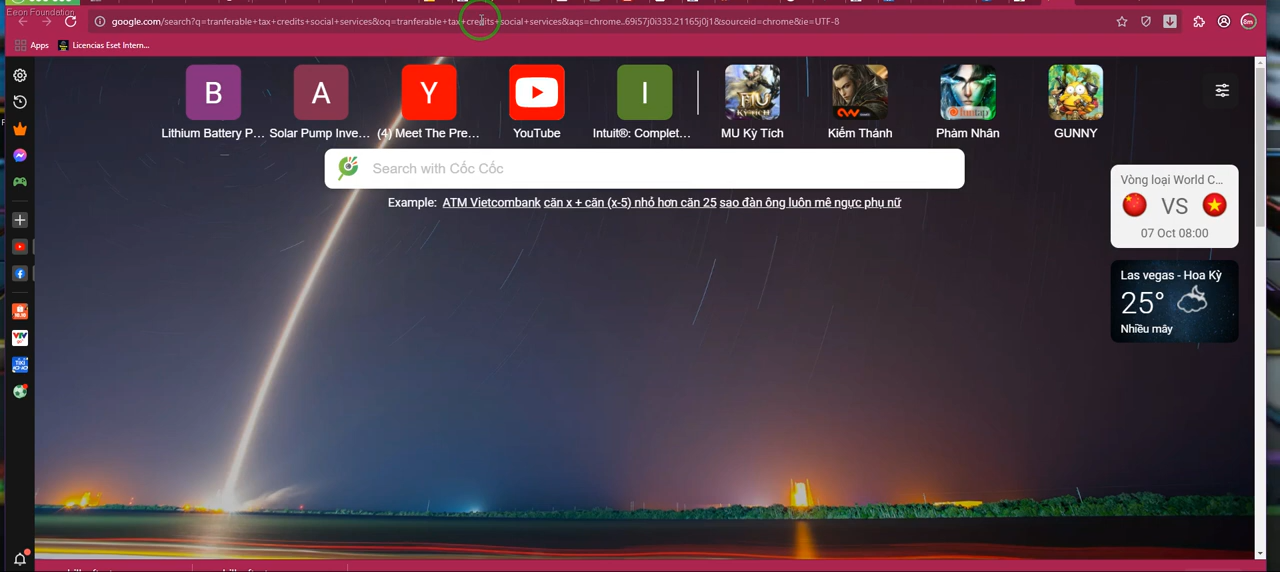 Eeon Foundation
google.com/search?q=tranferable+tax+credits+social+services&oq=tranferable+tax+credits+social+services&aqs=chrome..69i57j0i333.21165j0j1&sourceid=chrome&ie=UTF-8
Apps
Licencias Eset Intern...
B
A
Y
I
Lithium Battery P...
Solar Pump Inve...
(4) Meet The Pre...
YouTube
Intuit®: Complet...
MU Kỳ Tích
Kiếm Thánh
Phàm Nhân
GUNNY
Search with Cốc Cốc
Example: ATM Vietcombank căn x + căn (x-5) nhỏ hơn căn 25 sao đàn ông luôn mê ngực phụ nữ
Vòng loại World C...
VS
07 Oct 08:00
Las vegas - Hoa Kỳ
25°
Nhiều mây